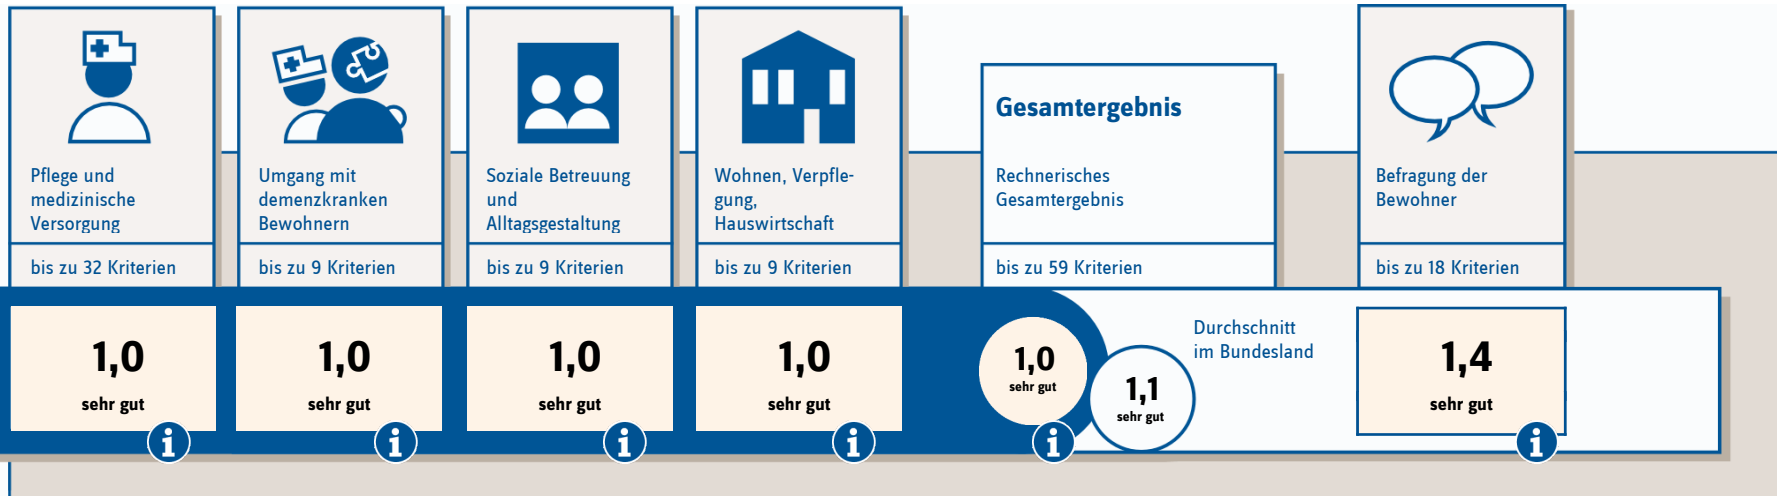 Pflege und
medizinische
Versorgung
bis zu 32 Kriterien
1,0
sehr gut
i
Umgang mit
demenzkranken
Bewohnern
bis zu 9 Kriterien
1,0
sehr gut
i
Soziale Betreuung
und
Alltagsgestaltung
bis zu 9 Kriterien
1,0
sehr gut
i
Wohnen, Verpfle-
gung,
Hauswirtschaft
bis zu 9 Kriterien
1,0
sehr gut
i
Gesamtergebnis
Rechnerisches
Gesamtergebnis
bis zu 59 Kriterien
1,0
sehr gut
i
1,1
sehr gut
Durchschnitt
im Bundesland
Befragung der
Bewohner
bis zu 18 Kriterien
1,4
sehr gut
i